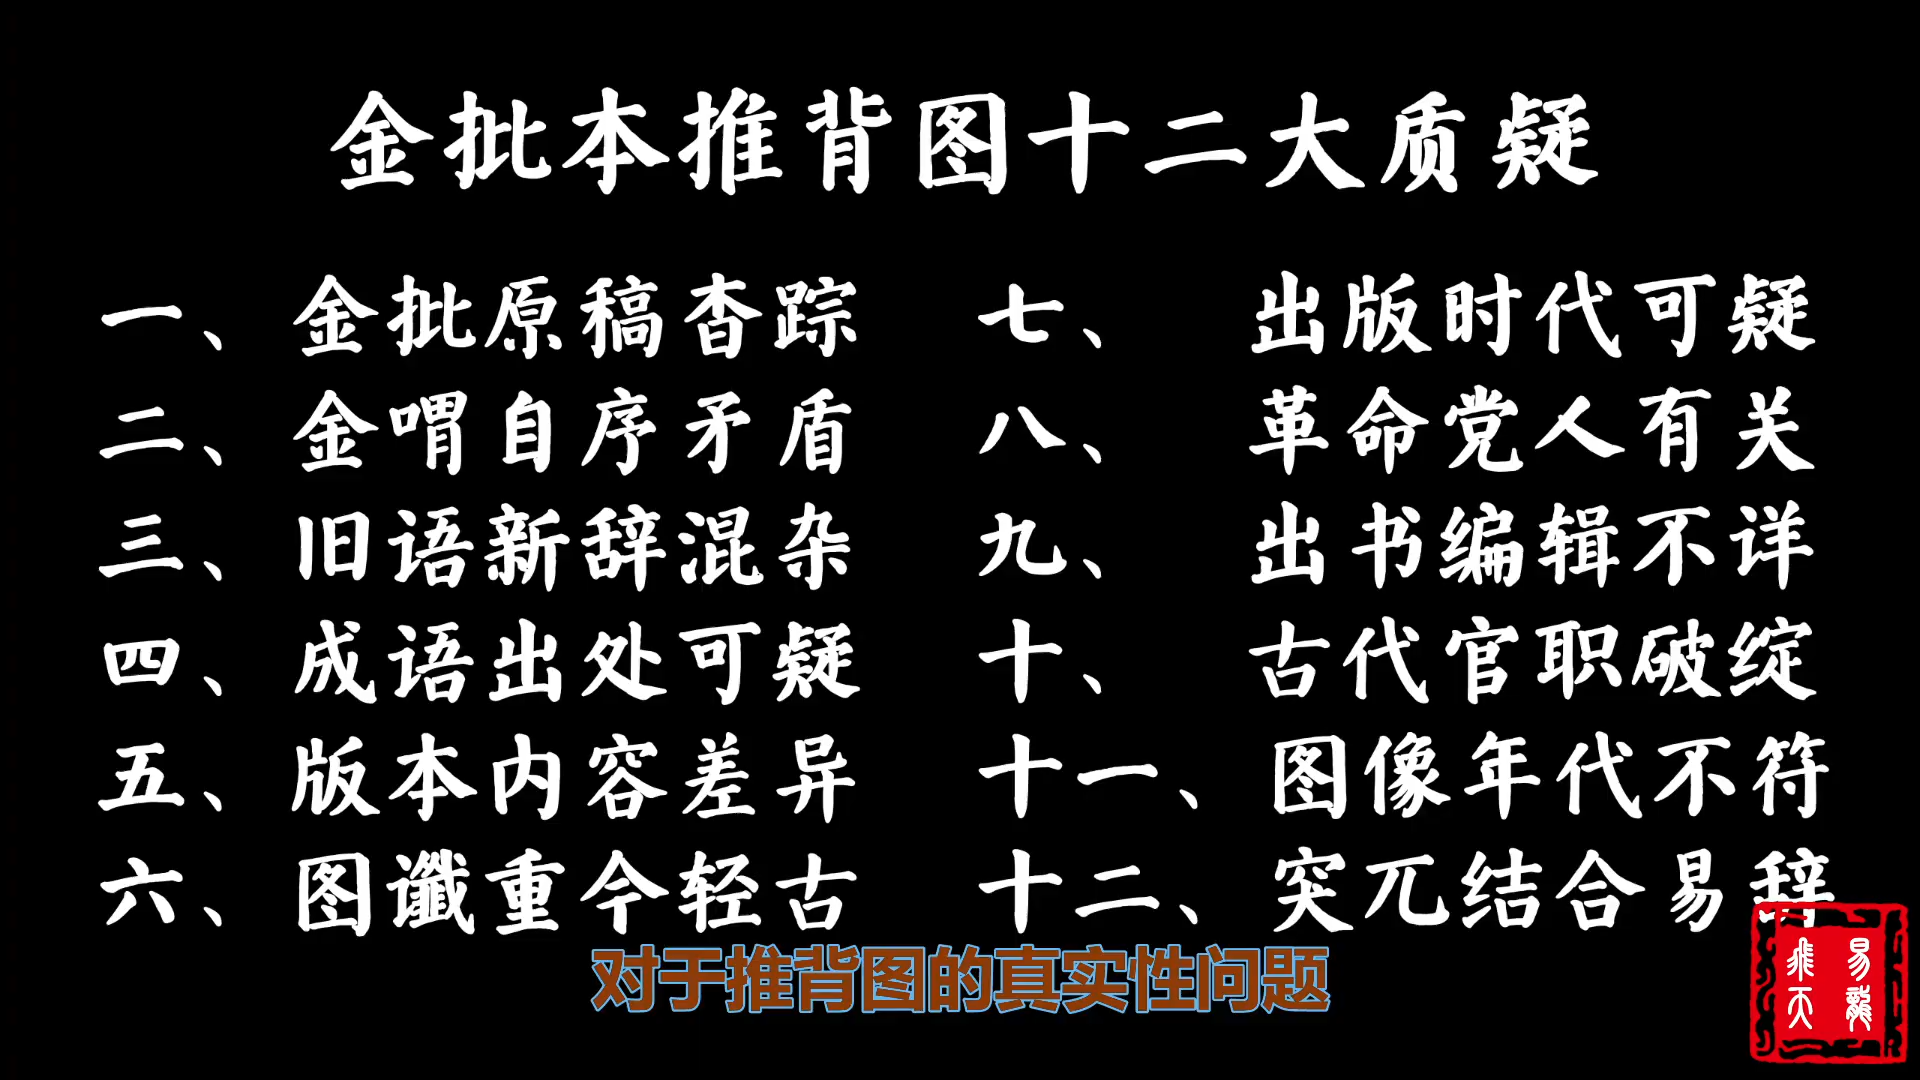 金批本推背图十二大质疑
一、金批原稿杳踪
二、金喟自序矛盾
三、旧语新辞混杂
四、成语出处可疑
五、版本内容差异
六、图谶重今轻古
七、出版时代可疑
八、革命党人有关
九、出书编辑不详
十、古代官职破绽
十一、图像年代不符
十二、突兀结合易辞
对于推背图的真实性问题
易龍
飛天